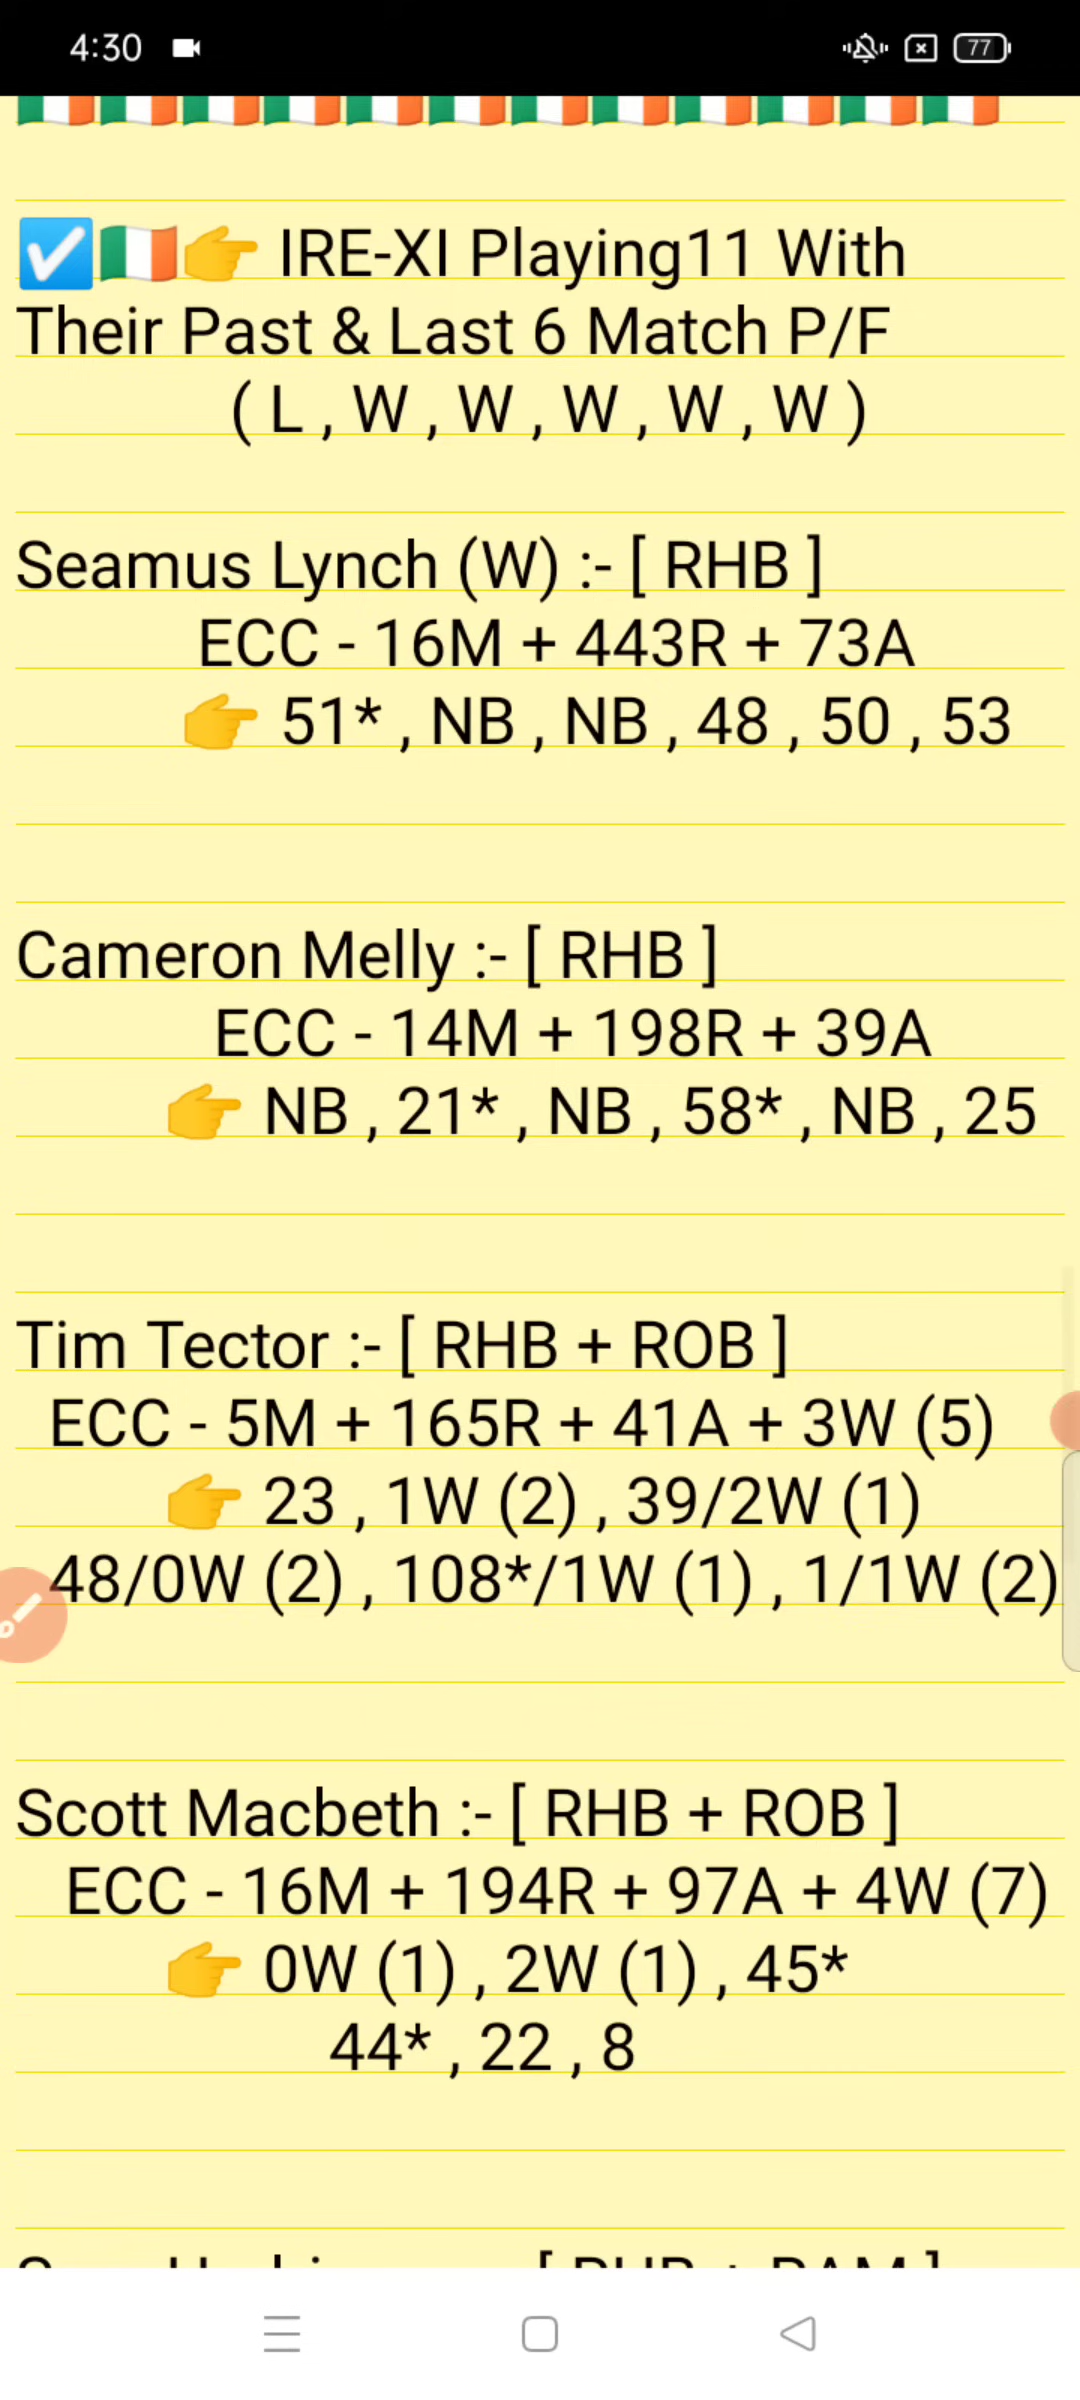 4:30
77
☑️🇮🇪👉 IRE-XI Playing11 With
Their Past & Last 6 Match P/F
( L , W , W , W , W , W )
Seamus Lynch (W) :- [ RHB ]
ECC - 16M + 443R + 73A
👉 51* , NB , NB , 48 , 50 , 53
Cameron Melly :- [ RHB ]
ECC - 14M + 198R + 39A
👉 NB , 21* , NB , 58* , NB , 25
Tim Tector :- [ RHB + ROB ]
ECC - 5M + 165R + 41A + 3W (5)
👉 23 , 1W (2) , 39/2W (1)
48/0W (2) , 108*/1W (1) , 1/1W (2)
Scott Macbeth :- [ RHB + ROB ]
ECC - 16M + 194R + 97A + 4W (7)
👉 0W (1) , 2W (1) , 45*
44* , 22 , 8